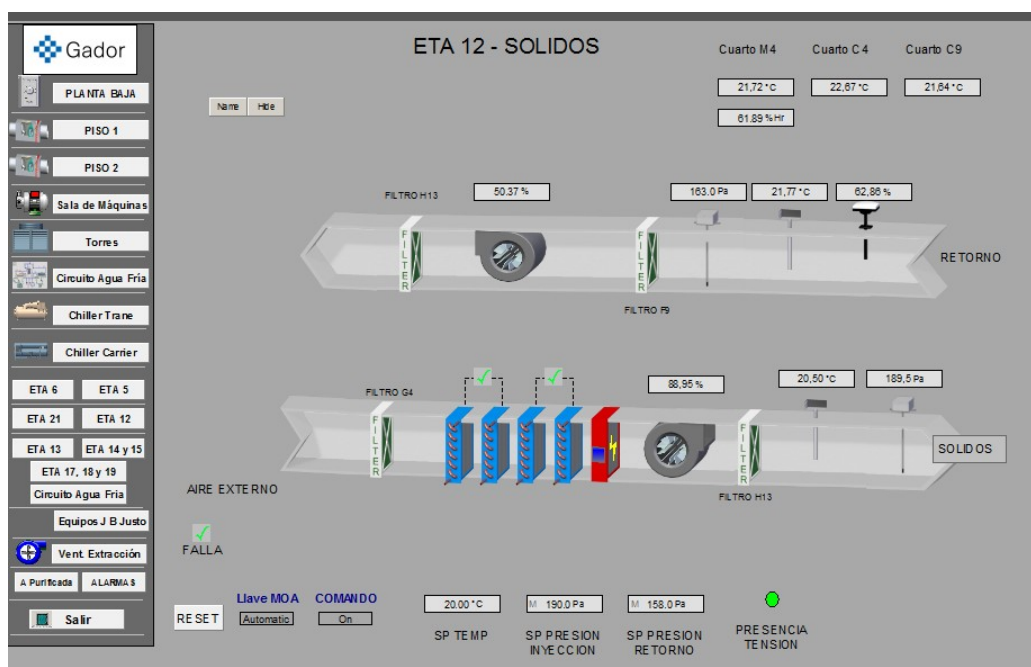 Gador
PLANTA BAJA
PISO 1
PISO 2
Sala de Máquinas
Torres
Circuito Agua Fría
Chiller Trane
Chiller Carrier
ETA 6
ETA 5
ETA 21
ETA 12
ETA 13
ETA 14 y 15
ETA 17, 18 y 19
Circuito Agua Fria
Equipos J B Justo
Vent. Extracción
A Purificada
ALARMAS
Salir
ETA 12 - SOLIDOS
Cuarto M4
Cuarto C4
Cuarto C9
21,72 °C
22,67 °C
21,64 °C
61.89 %Hr
Name
Hide
FILTRO H13
50.37 %
163.0 Pa
21,77 °C
62,86 %
FILTER
FILTER
RETORNO
FILTRO F9
FILTRO G4
88,95 %
20,50 °C
189,5 Pa
FILTER
FILTER
SOLIDOS
FILTRO H13
AIRE EXTERNO
FALLA
RESET
Llave MOA
Automatic
COMANDO
On
20.00 °C
SP TEMP
M 190.0 Pa
SP PRESION
INYECCION
M 158.0 Pa
SP PRESION
RETORNO
PRESENCIA
TENSION